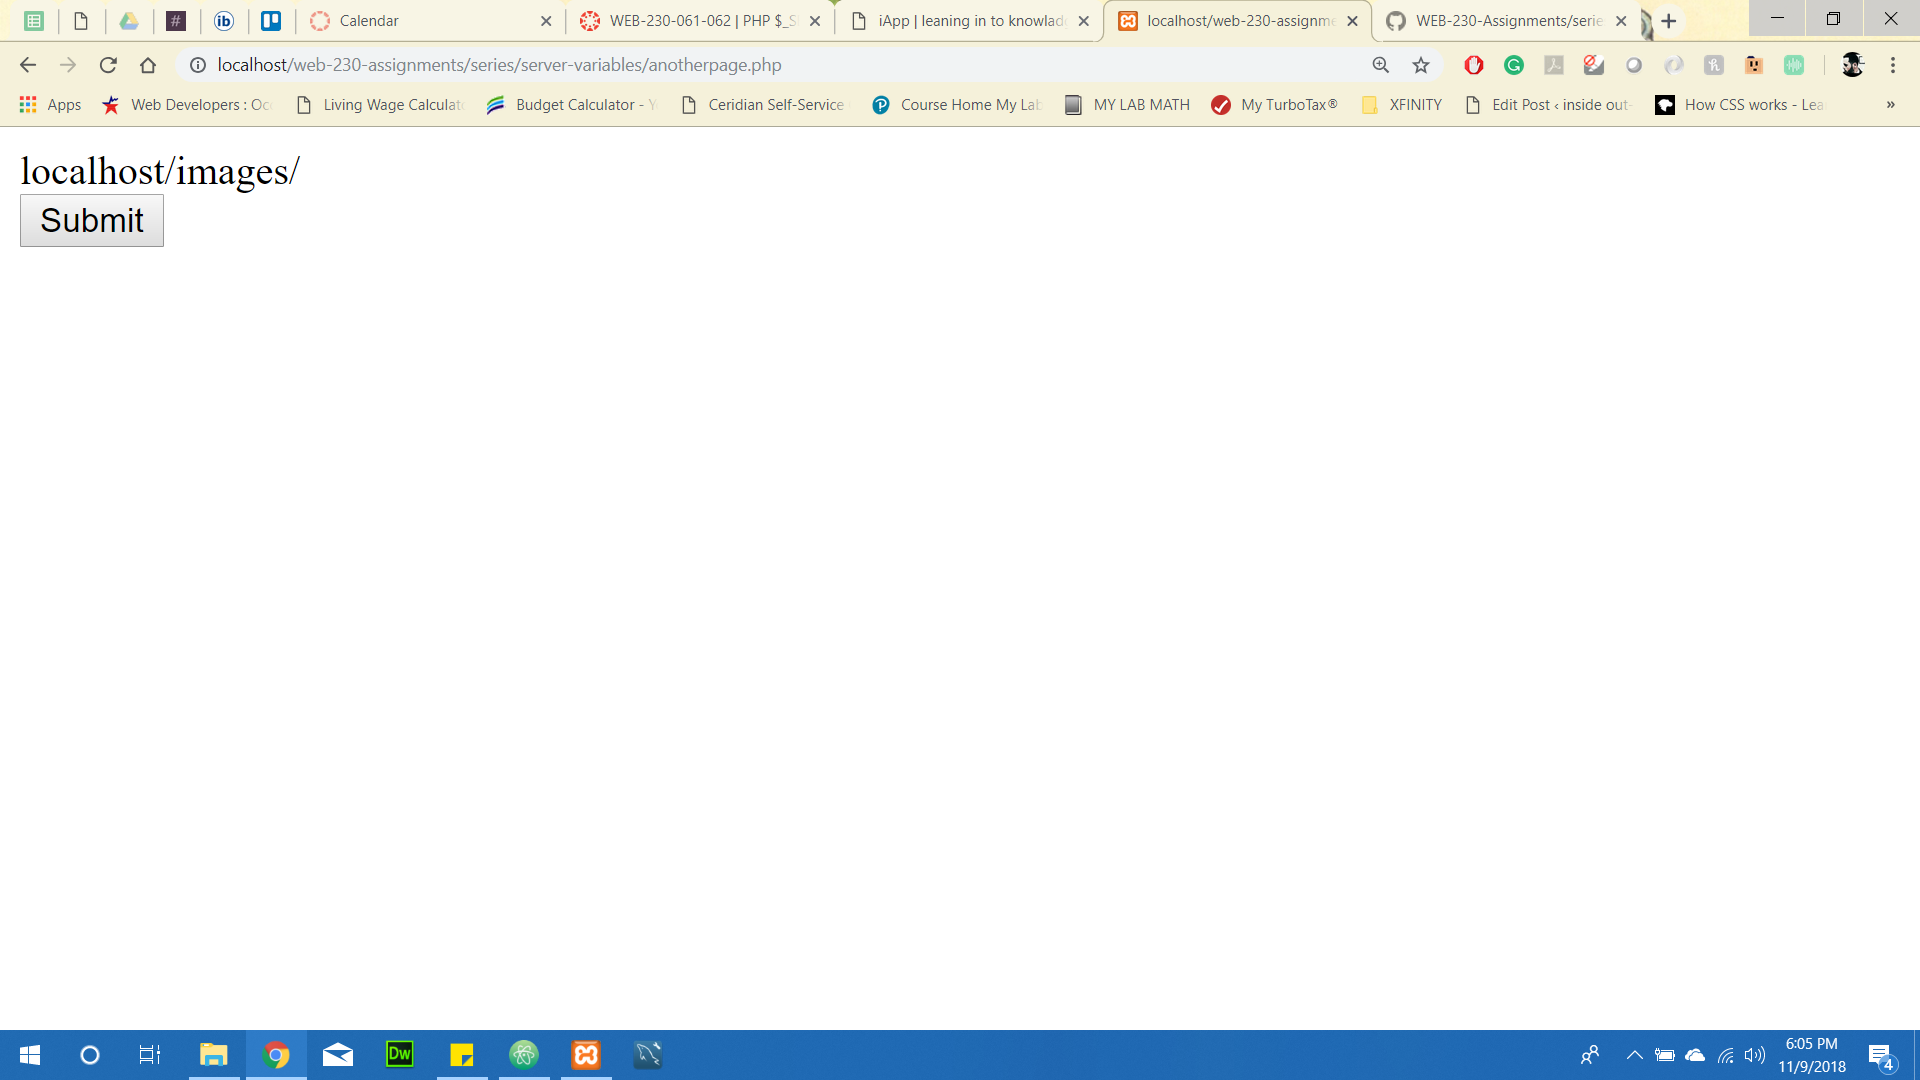 Calendar
WEB-230-061-062 | PHP $_S
iApp | leaning in to knowlad
localhost/web-230-assignme
WEB-230-Assignments/serie
localhost/web-230-assignments/series/server-variables/anotherpage.php
Apps
Web Developers : Oc
Living Wage Calculat
Budget Calculator - Y
Ceridian Self-Service
Course Home My Lab
MY LAB MATH
My TurboTax®
XFINITY
Edit Post ‹ inside out
How CSS works - Lea
»
localhost/images/
Submit
Dw
6:05 PM
11/9/2018
4